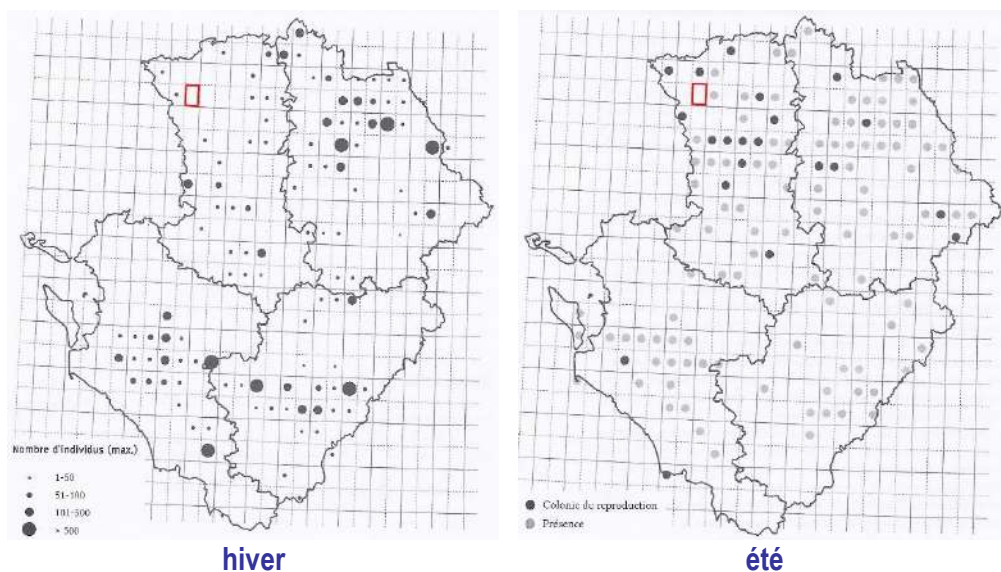 Nombre d'individus (max.)
1-50
51-100
101-500
> 500
Colonie de reproduction
Présence
hiver
été